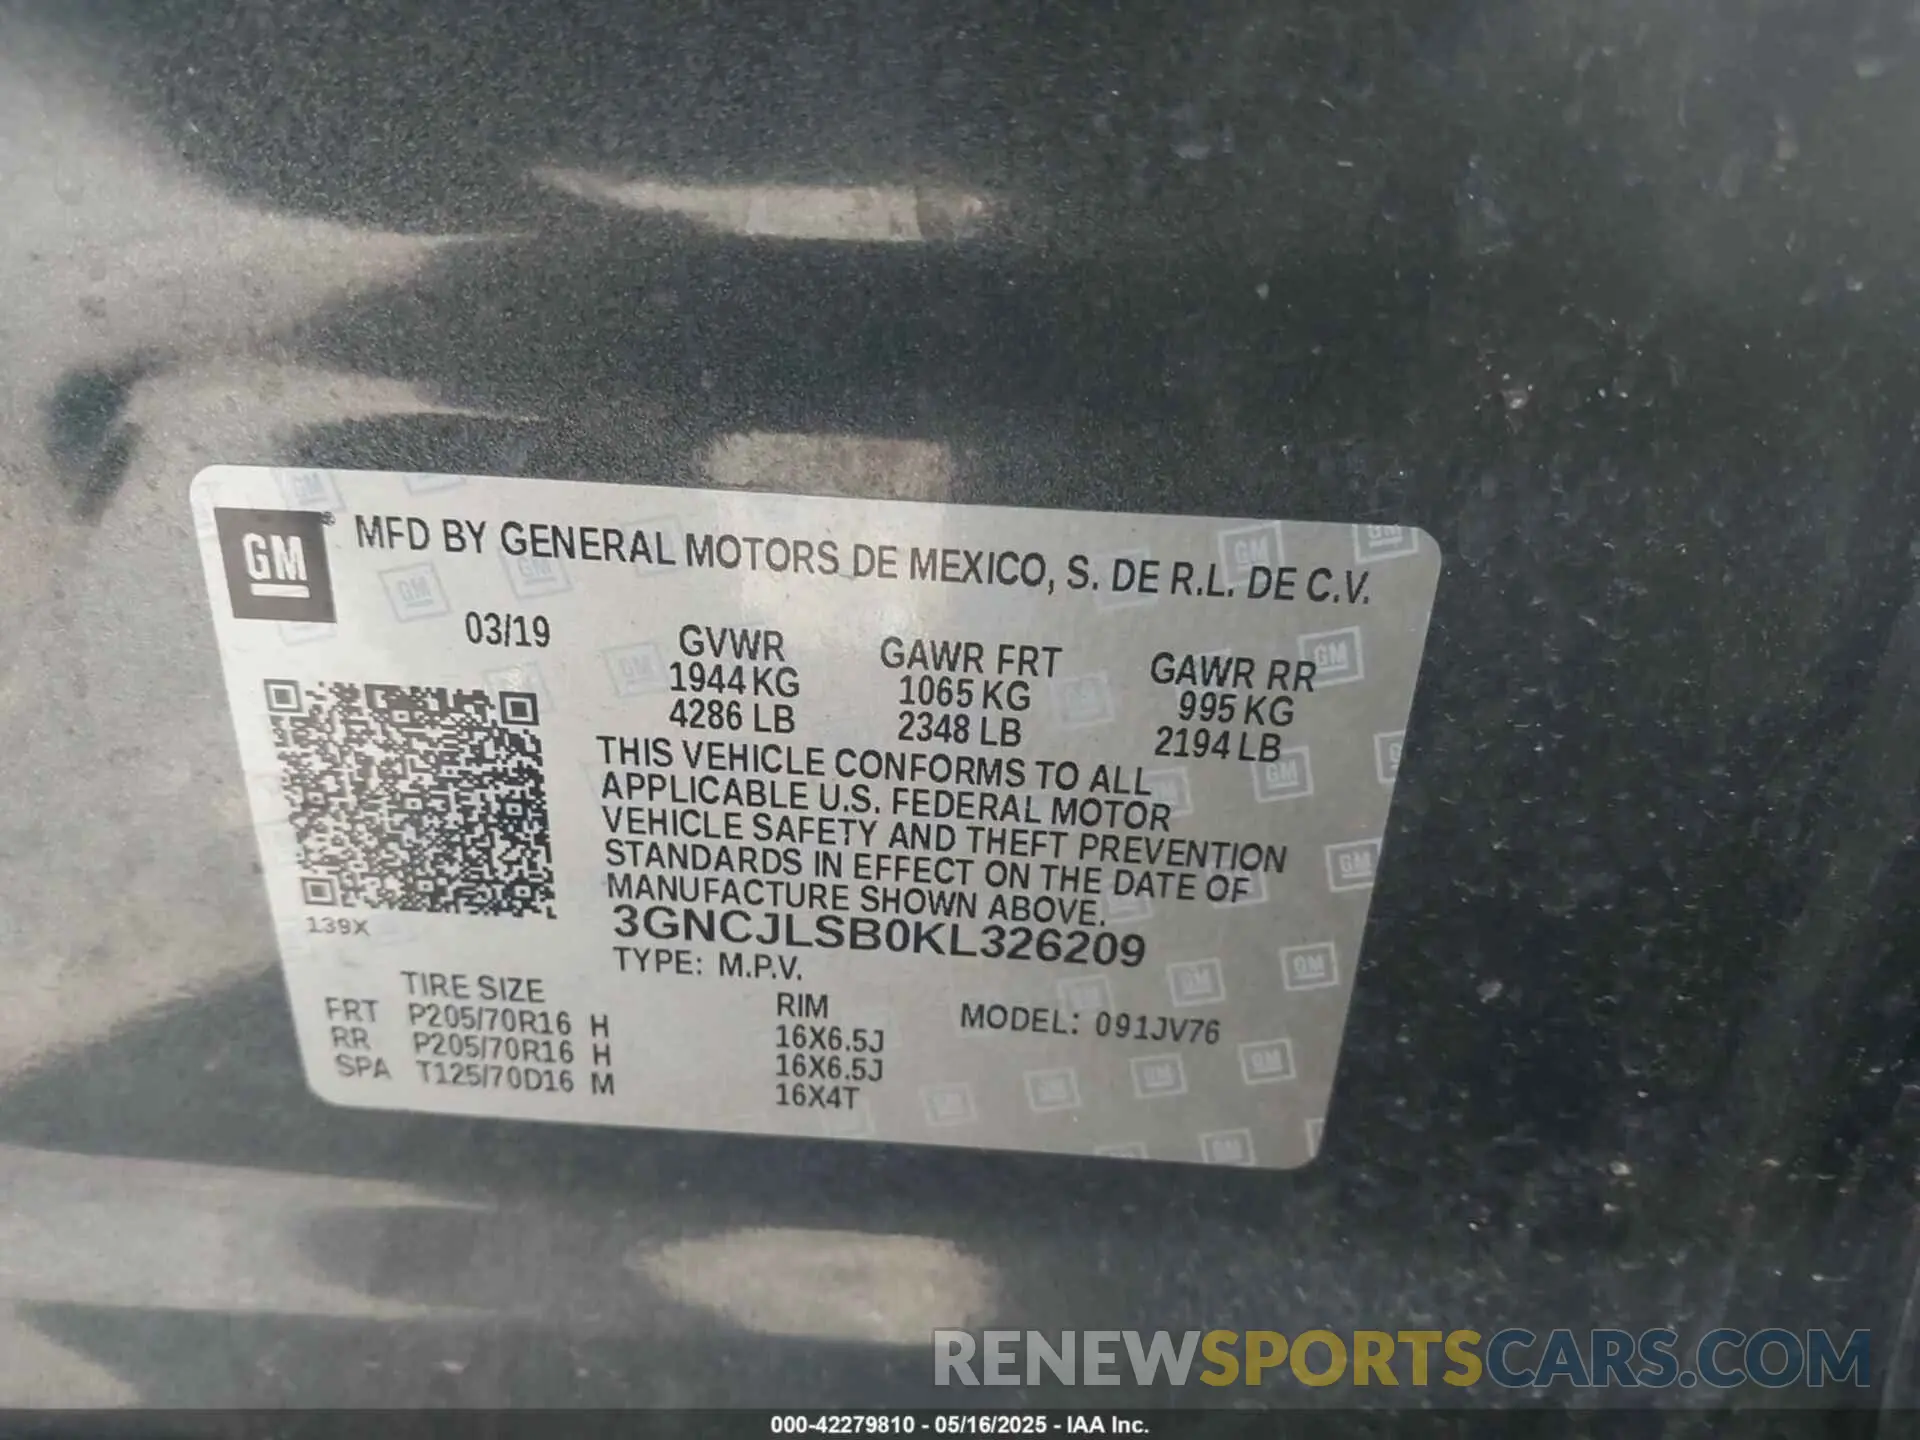 GM® MFD BY GENERAL MOTORS DE MEXICO, S. DE R.L. DE C.V.
03/19 GVWR GAWR FRT GAWR RR
1944 KG 1065 KG 995 KG
4286 LB 2348 LB 2194 LB
THIS VEHICLE CONFORMS TO ALL
APPLICABLE U.S. FEDERAL MOTOR
VEHICLE SAFETY AND THEFT PREVENTION
STANDARDS IN EFFECT ON THE DATE OF
MANUFACTURE SHOWN ABOVE.
139X
3GNCJLSB0KL326209
TYPE: M.P.V.
TIRE SIZE RIM MODEL: 091JV76
FRT P205/70R16 H 16X6.5J
RR P205/70R16 H 16X6.5J
SPA T125/70D16 M 16X4T
RENEWSPORTSCARS.COM
000-42279810 - 05/16/2025 - IAA Inc.